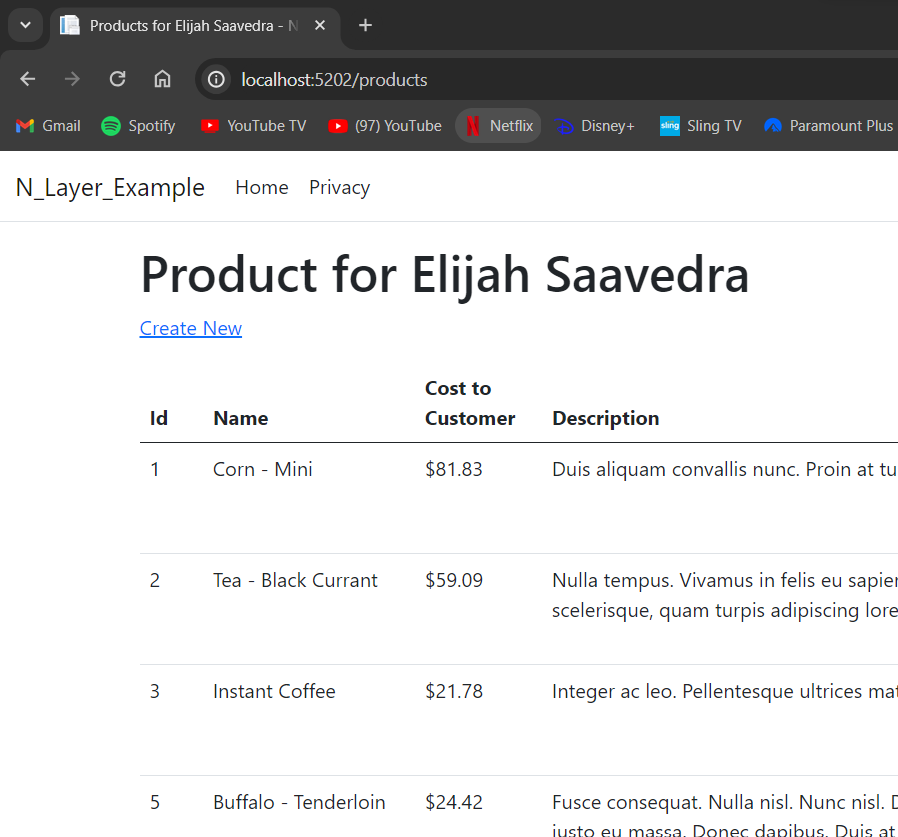 Products for Elijah Saavedra - N
localhost:5202/products
Gmail Spotify YouTube TV (97) YouTube Netflix Disney+ sling Sling TV Paramount Plus
N_Layer_Example Home Privacy
Product for Elijah Saavedra
Create New
Id Name Cost to Customer Description
1 Corn - Mini $81.83 Duis aliquam convallis nunc. Proin at tu
2 Tea - Black Currant $59.09 Nulla tempus. Vivamus in felis eu sapien
scelerisque, quam turpis adipiscing lore
3 Instant Coffee $21.78 Integer ac leo. Pellentesque ultrices mat
5 Buffalo - Tenderloin $24.42 Fusce consequat. Nulla nisl. Nunc nisl. D
justo eu massa. Donec dapibus. Duis at